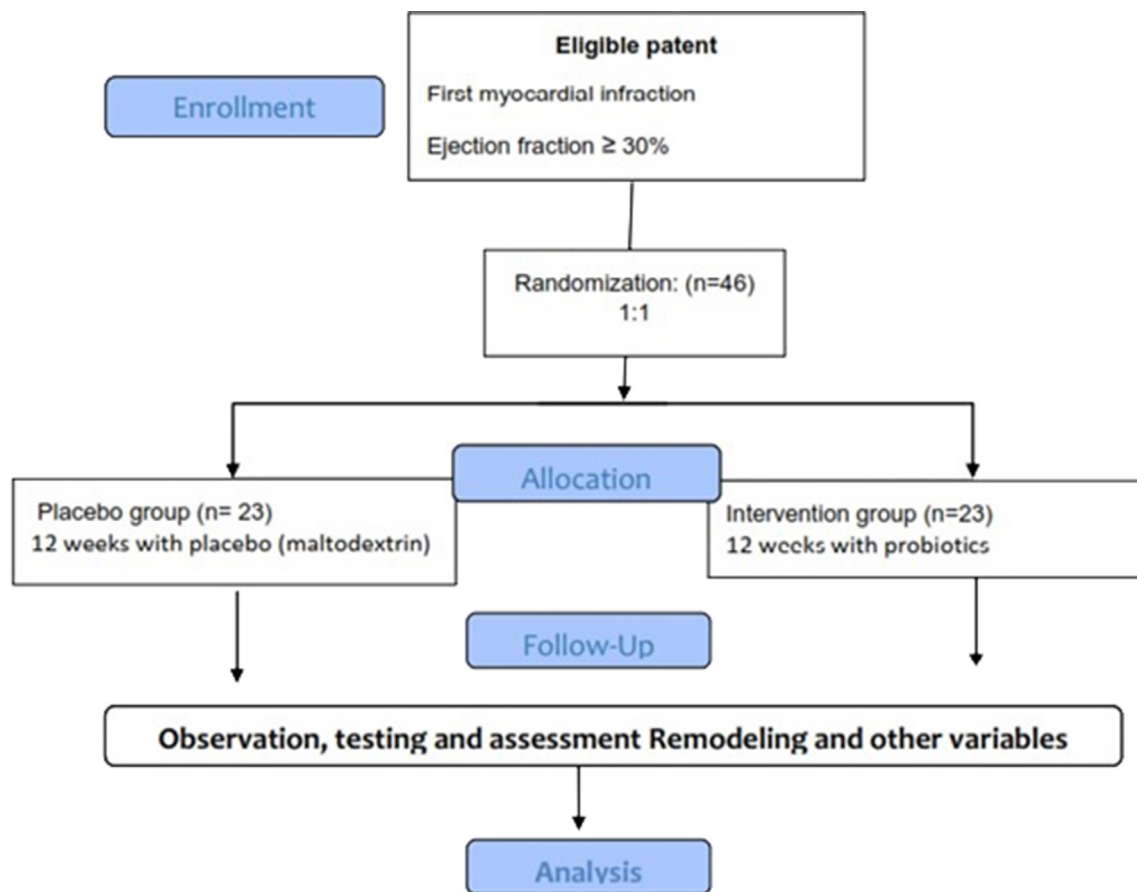 Eligible patent
Enrollment
First myocardial infraction
Ejection fraction ≥ 30%
Randomization: (n=46)
1:1
Allocation
Placebo group (n= 23)
12 weeks with placebo (maltodextrin)
Intervention group (n=23)
12 weeks with probiotics
Follow-Up
Observation, testing and assessment Remodeling and other variables
Analysis